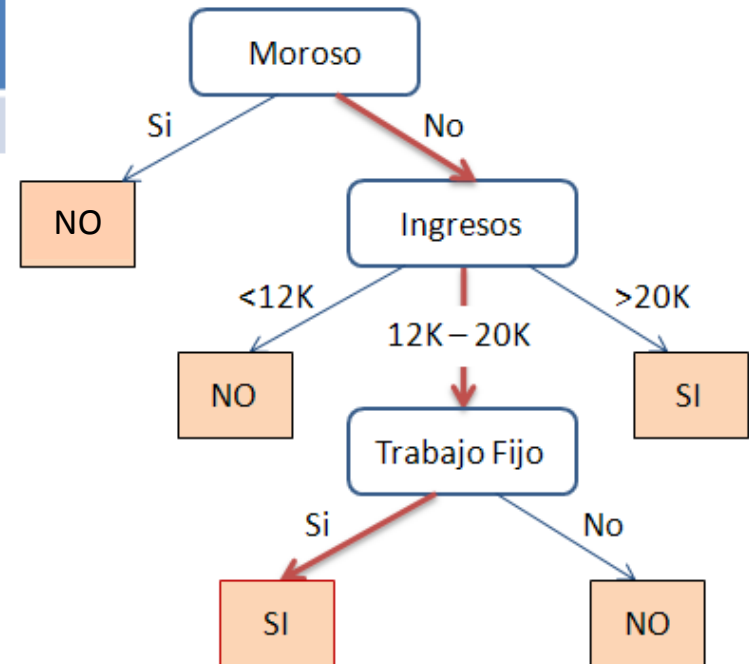 Moroso
Si
No
NO
Ingresos
<12K
12K – 20K
>20K
NO
SI
Trabajo Fijo
Si
No
SI
NO